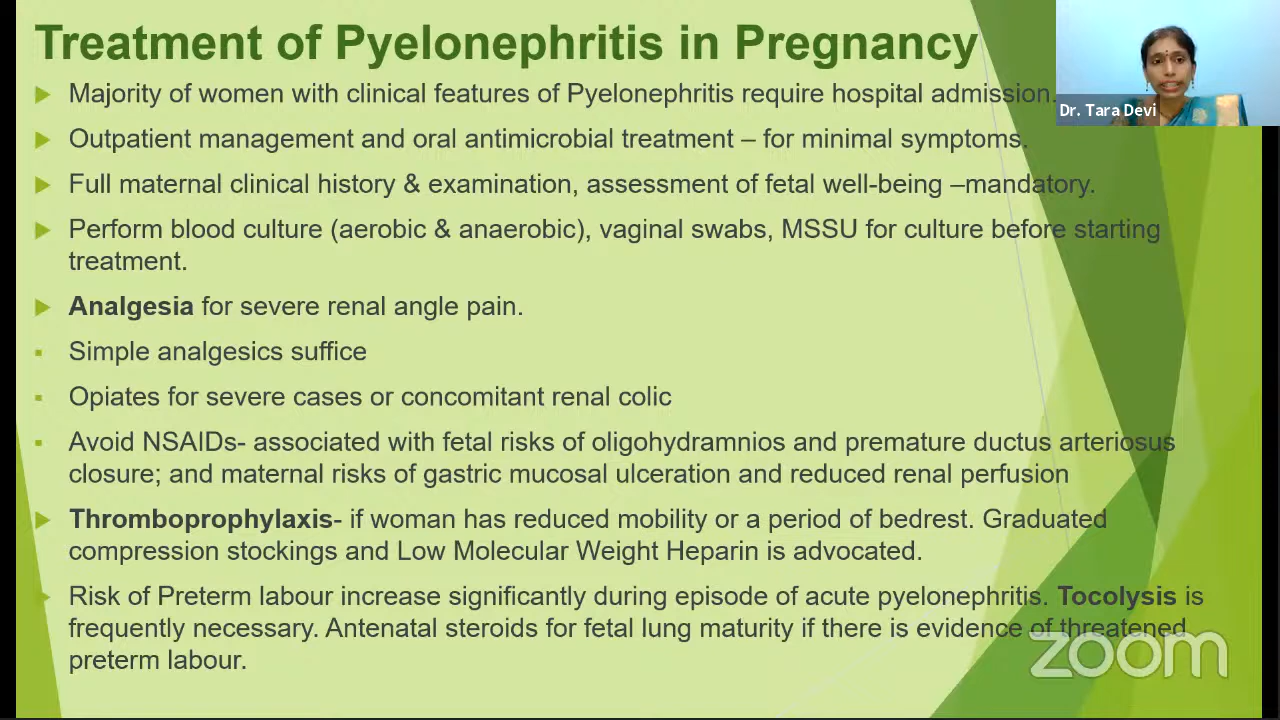 Treatment of Pyelonephritis in Pregnancy
Majority of women with clinical features of Pyelonephritis require hospital admission.
Dr. Tara Devi
Outpatient management and oral antimicrobial treatment – for minimal symptoms.
Full maternal clinical history & examination, assessment of fetal well-being –mandatory.
Perform blood culture (aerobic & anaerobic), vaginal swabs, MSSU for culture before starting
treatment.
Analgesia for severe renal angle pain.
Simple analgesics suffice
Opiates for severe cases or concomitant renal colic
Avoid NSAIDs- associated with fetal risks of oligohydramnios and premature ductus arteriosus
closure; and maternal risks of gastric mucosal ulceration and reduced renal perfusion
Thromboprophylaxis- if woman has reduced mobility or a period of bedrest. Graduated
compression stockings and Low Molecular Weight Heparin is advocated.
Risk of Preterm labour increase significantly during episode of acute pyelonephritis. Tocolysis is
frequently necessary. Antenatal steroids for fetal lung maturity if there is evidence of threatened
preterm labour.
zoom